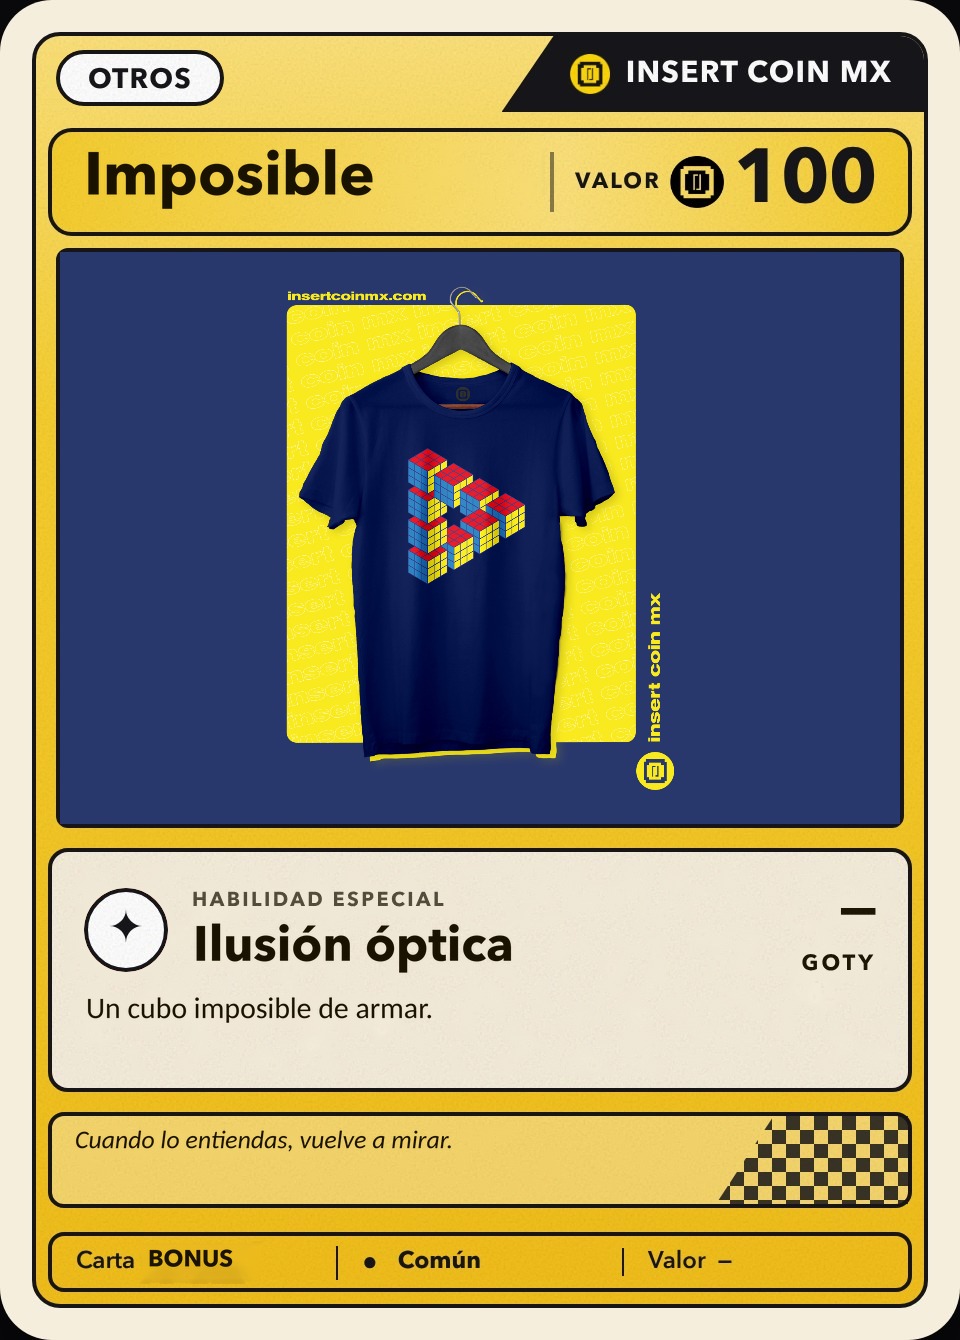 OTROS
INSERT COIN MX
Imposible
VALOR 100
insertcoinmx.com
insert coin mx
HABILIDAD ESPECIAL
Ilusión óptica
—
GOTY
Un cubo imposible de armar.
Cuando lo entiendas, vuelve a mirar.
Carta BONUS
● Común
Valor –